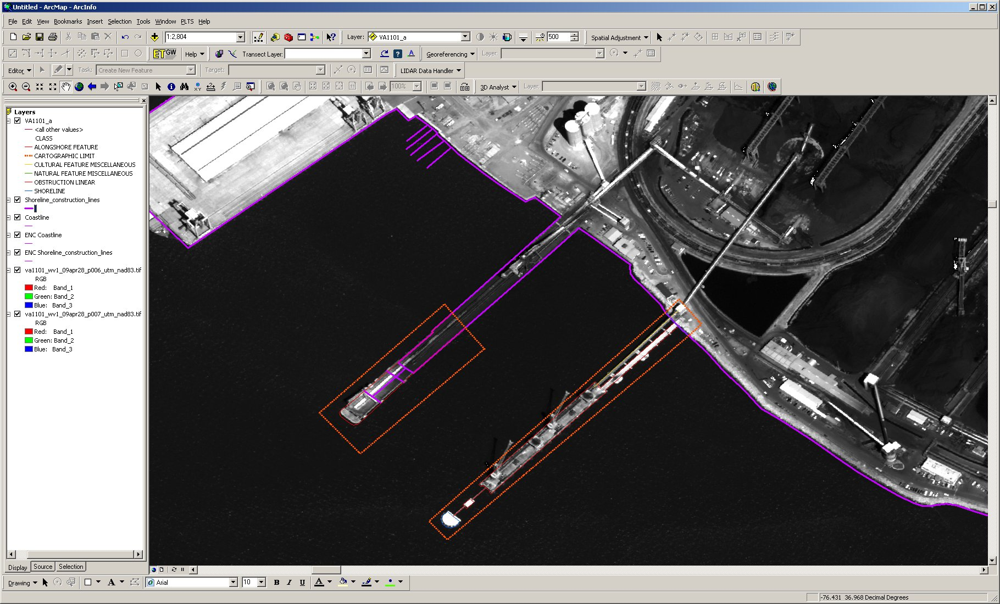 Untitled - ArcMap - ArcInfo
File Edit View Bookmarks Insert Selection Tools Window PLTS Help
1:2,804 Layer: VA1101_a 500 Spatial Adjustment
ET GW Help Transect Layer: Georeferencing Layer:
Editor Task: Create New Feature Target: LIDAR Data Handler
100% 3D Analyst Layer:
Layers
VA1101_a
<all other values>
CLASS
ALONGSHORE FEATURE
CARTOGRAPHIC LIMIT
CULTURAL FEATURE MISCELLANEOUS
NATURAL FEATURE MISCELLANEOUS
OBSTRUCTION LINEAR
SHORELINE
Shoreline_construction_lines
Coastline
ENC Coastline
ENC Shoreline_construction_lines
va1101_wv1_09apr28_p006_utm_nad83.tif
RGB
Red: Band_1
Green: Band_2
Blue: Band_3
va1101_wv1_09apr28_p007_utm_nad83.tif
RGB
Red: Band_1
Green: Band_2
Blue: Band_3
Display Source Selection
Drawing A Arial 10 B I U A
-76.431 36.968 Decimal Degrees